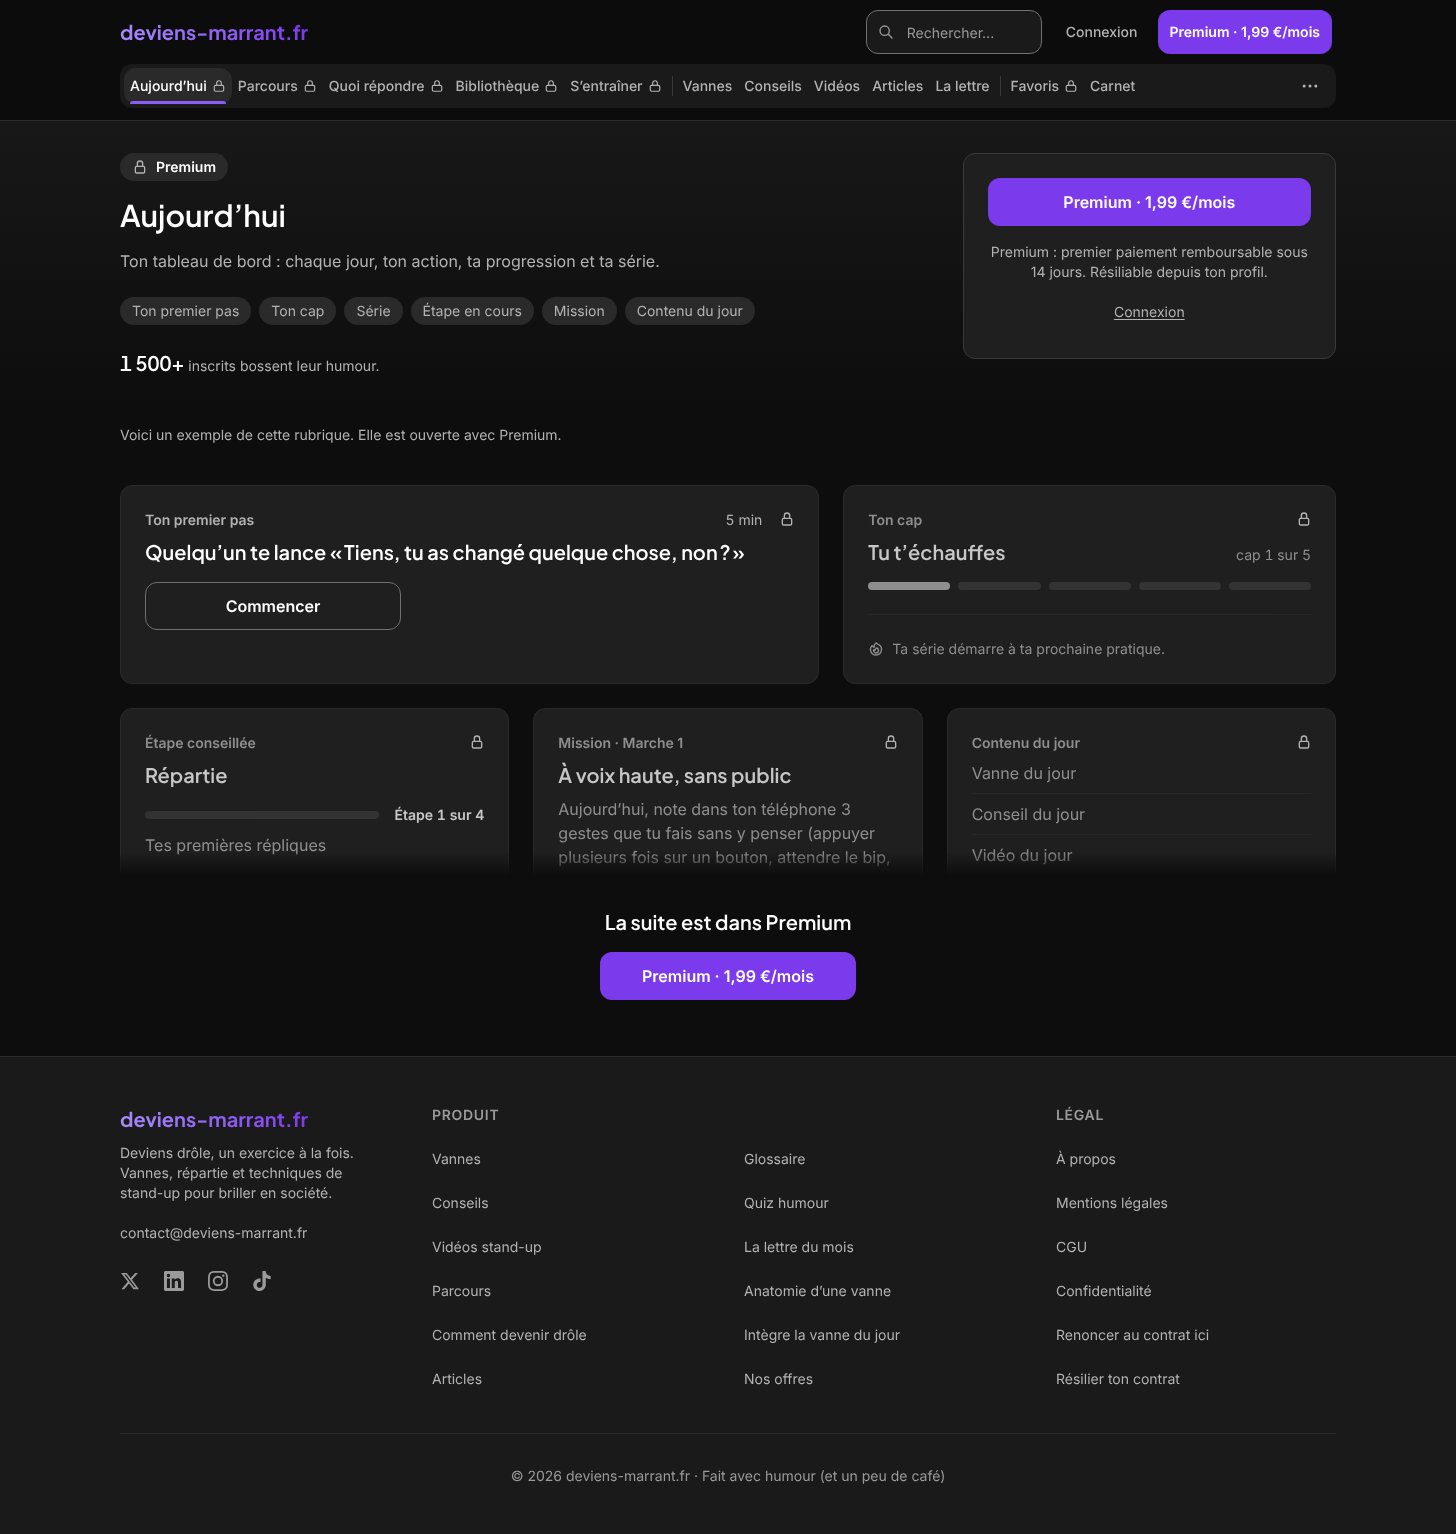 deviens-marrant.fr
Rechercher...
Connexion
Premium · 1,99 €/mois
Aujourd’hui
Parcours
Quoi répondre
Bibliothèque
S’entraîner
Vannes
Conseils
Vidéos
Articles
La lettre
Favoris
Carnet
Premium
Aujourd’hui
Ton tableau de bord : chaque jour, ton action, ta progression et ta série.
Ton premier pas
Ton cap
Série
Étape en cours
Mission
Contenu du jour
1 500+ inscrits bossent leur humour.
Premium · 1,99 €/mois
Premium : premier paiement remboursable sous
14 jours. Résiliable depuis ton profil.
Connexion
Voici un exemple de cette rubrique. Elle est ouverte avec Premium.
Ton premier pas
5 min
Quelqu’un te lance « Tiens, tu as changé quelque chose, non ? »
Commencer
Ton cap
Tu t’échauffes
cap 1 sur 5
Ta série démarre à ta prochaine pratique.
Étape conseillée
Répartie
Étape 1 sur 4
Tes premières répliques
Mission · Marche 1
À voix haute, sans public
Aujourd’hui, note dans ton téléphone 3
gestes que tu fais sans y penser (appuyer
plusieurs fois sur un bouton, attendre le bip,
Contenu du jour
Vanne du jour
Conseil du jour
Vidéo du jour
La suite est dans Premium
Premium · 1,99 €/mois
deviens-marrant.fr
Deviens drôle, un exercice à la fois.
Vannes, répartie et techniques de
stand-up pour briller en société.
contact@deviens-marrant.fr
PRODUIT
Vannes
Conseils
Vidéos stand-up
Parcours
Comment devenir drôle
Articles
Glossaire
Quiz humour
La lettre du mois
Anatomie d’une vanne
Intègre la vanne du jour
Nos offres
LÉGAL
À propos
Mentions légales
CGU
Confidentialité
Renoncer au contrat ici
Résilier ton contrat
© 2026 deviens-marrant.fr · Fait avec humour (et un peu de café)